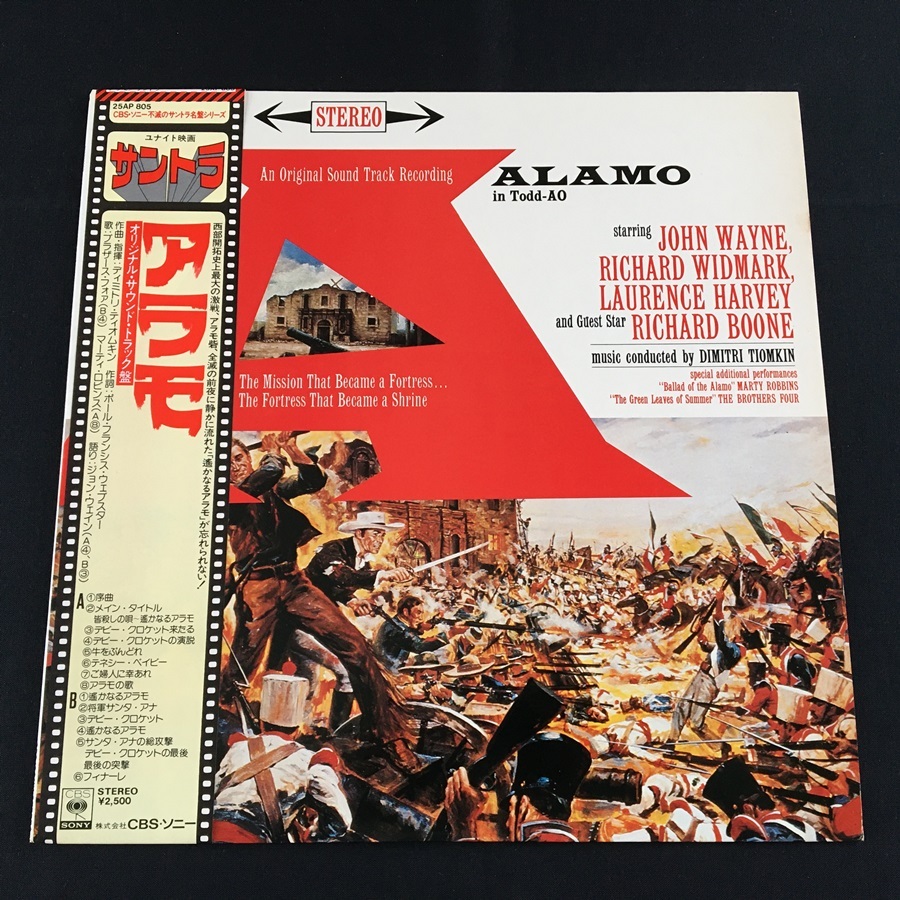 25AP 805
CBS・ソニー不滅のサントラ名盤シリーズ
ユナイト映画
サントラ
オリジナル・サウンド・トラック盤
アラモ
西部開拓史上最大の激戦、アラモ砦、全滅の前夜に静かに流れた「遙かなるアラモ」が忘れられない!
作曲・指揮:ディミトリ・ティオムキン 作詞:ポール・フランシス・ウェブスター
歌:ブラザース・フォア(B④) マーティ・ロビンス(A⑧) 語り:ジョン・ウェイン(A④、B③)
A ①序曲
②メイン・タイトル
皆殺しの唄~遙かなるアラモ
③デビー・クロケット来たる
④デビー・クロケットの演説
⑤牛をぶんどれ
⑥テネシー・ベイビー
⑦ご婦人に幸あれ
⑧アラモの歌
B ①遙かなるアラモ
②将軍サンタ・アナ
③デビー・クロケット
④遙かなるアラモ
⑤サンタ・アナの総攻撃
デビー・クロケットの最後
最後の突撃
⑥フィナーレ
CBS
SONY
STEREO
¥2,500
株式会社 CBS・ソニー
STEREO
An Original Sound Track Recording
ALAMO
in Todd-AO
starring JOHN WAYNE,
RICHARD WIDMARK,
LAURENCE HARVEY
and Guest Star RICHARD BOONE
music conducted by DIMITRI TIOMKIN
special additional performances
"Ballad of the Alamo" MARTY ROBBINS
"The Green Leaves of Summer" THE BROTHERS FOUR
The Mission That Became a Fortress...
The Fortress That Became a Shrine